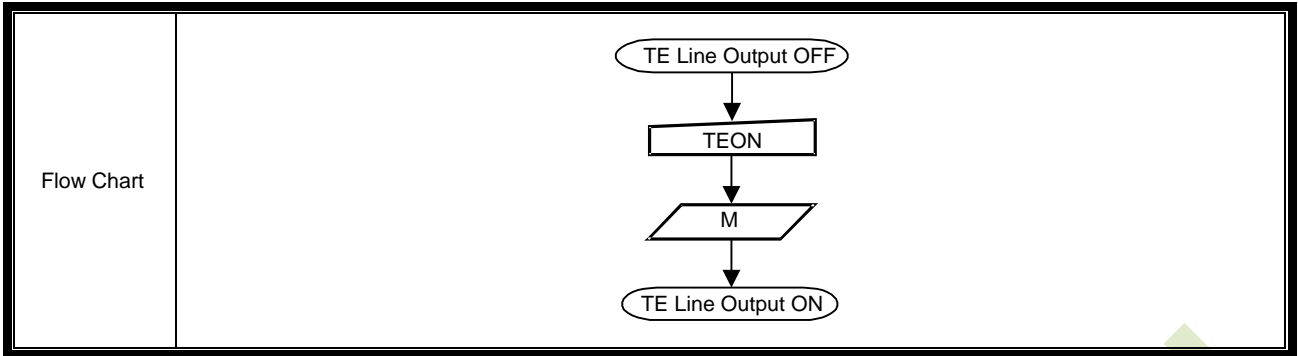 Flow Chart
TE Line Output OFF
TEON
M
TE Line Output ON